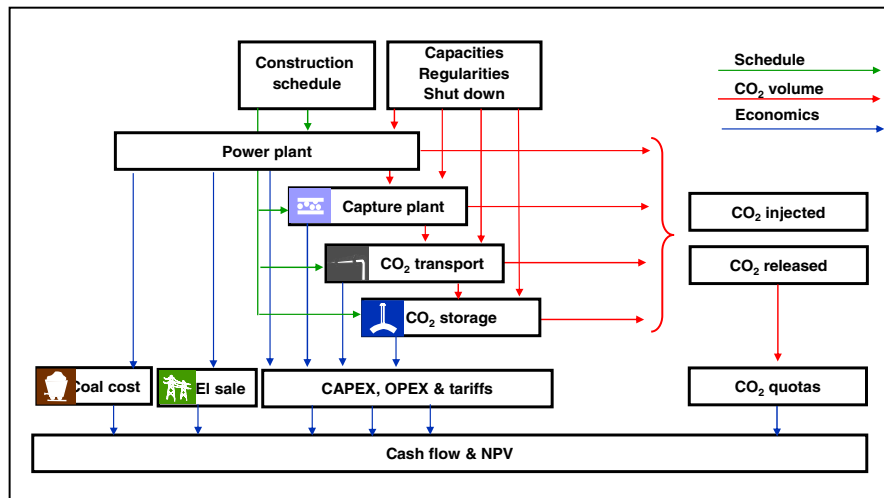 Construction
schedule
Capacities
Regularities
Shut down
Schedule
CO₂ volume
Economics
Power plant
Capture plant
CO₂ injected
CO₂ transport
CO₂ released
CO₂ storage
Coal cost
El sale
CAPEX, OPEX & tariffs
CO₂ quotas
Cash flow & NPV